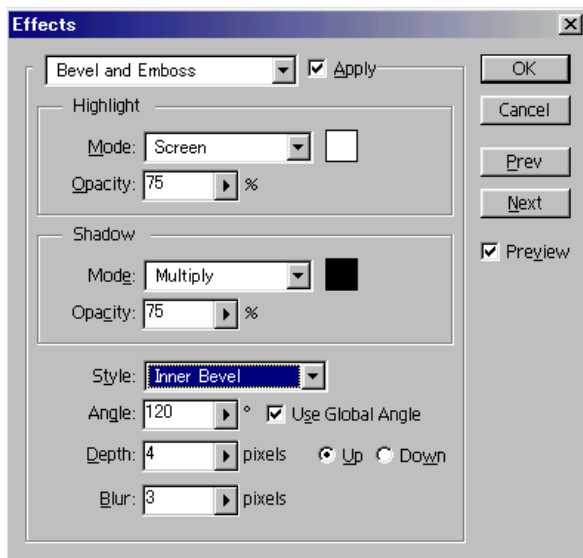 Effects
Bevel and Emboss
Apply
OK
Highlight
Cancel
Mode: Screen
Opacity: 75 %
Prev
Next
Shadow
Preview
Mode: Multiply
Opacity: 75 %
Style: Inner Bevel
Angle: 120 ° Use Global Angle
Depth: 4 pixels Up Down
Blur: 3 pixels